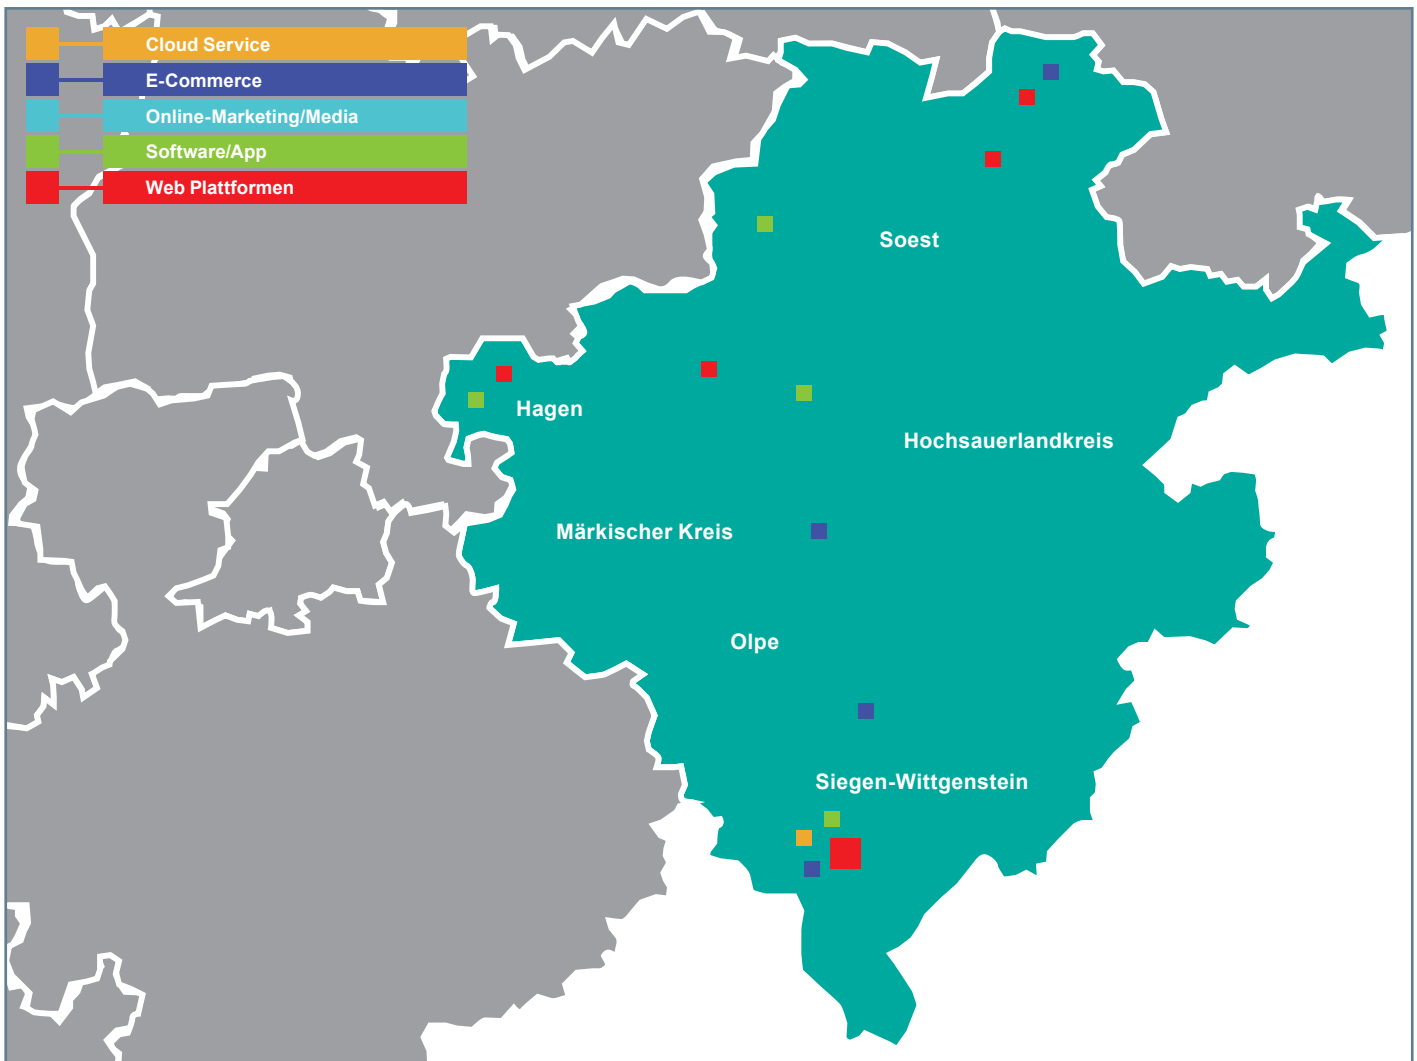 Cloud Service
E-Commerce
Online-Marketing/Media
Software/App
Web Plattformen
Soest
Hagen
Hochsauerlandkreis
Märkischer Kreis
Olpe
Siegen-Wittgenstein